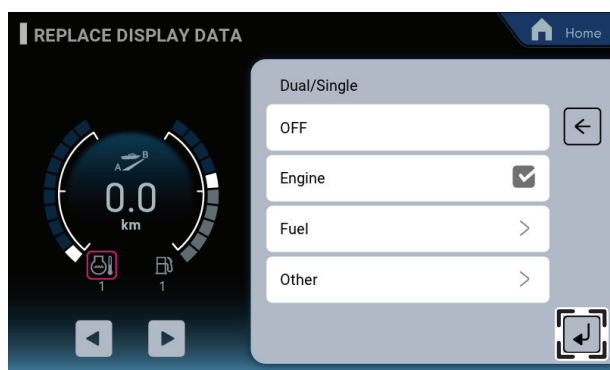 REPLACE DISPLAY DATA
Home
Dual/Single
OFF
Engine
Fuel
Other
A B
0.0
km
1 1